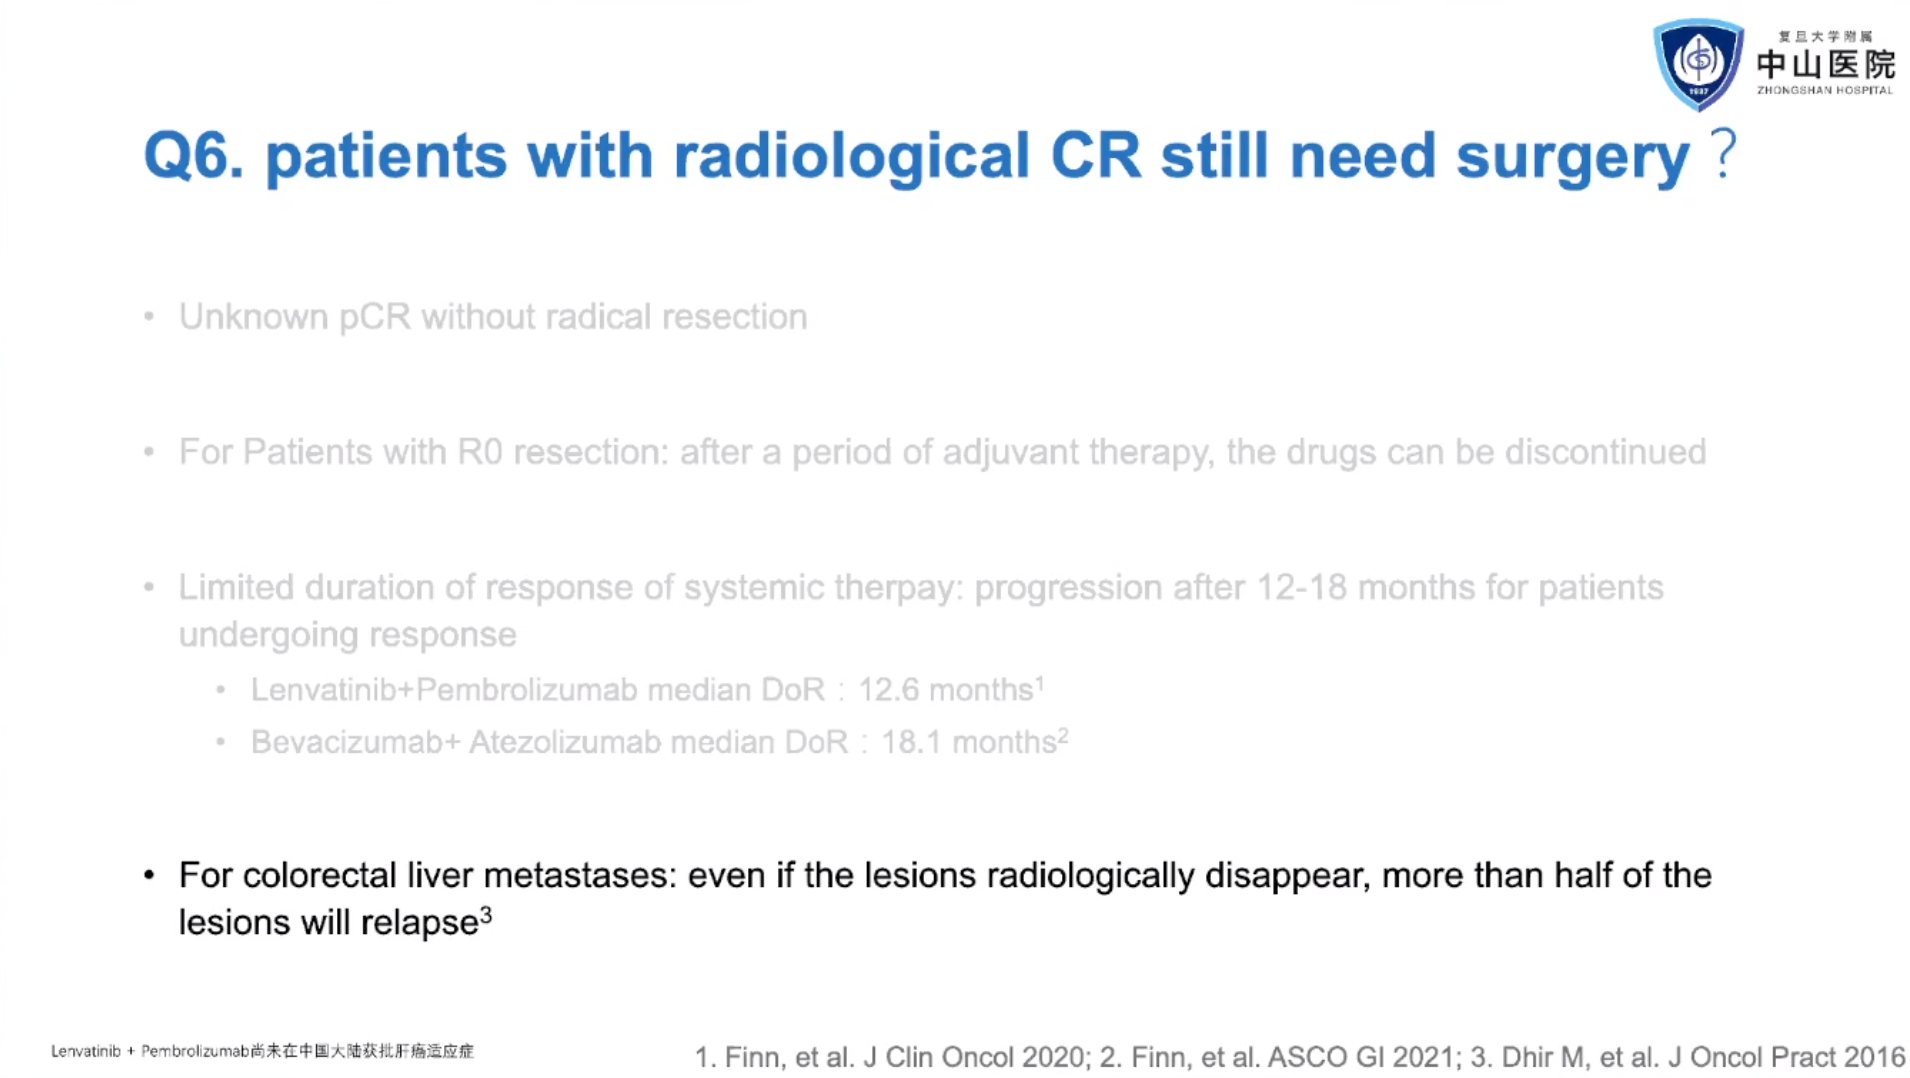 复旦大学附属
中山医院
ZHONGSHAN HOSPITAL
1937
Q6. patients with radiological CR still need surgery？
• Unknown pCR without radical resection
• For Patients with R0 resection: after a period of adjuvant therapy, the drugs can be discontinued
• Limited duration of response of systemic therpay: progression after 12-18 months for patients
undergoing response
• Lenvatinib+Pembrolizumab median DoR：12.6 months¹
• Bevacizumab+ Atezolizumab median DoR：18.1 months²
• For colorectal liver metastases: even if the lesions radiologically disappear, more than half of the
lesions will relapse³
Lenvatinib + Pembrolizumab尚未在中国大陆获批肝癌适应症
1. Finn, et al. J Clin Oncol 2020; 2. Finn, et al. ASCO GI 2021; 3. Dhir M, et al. J Oncol Pract 2016